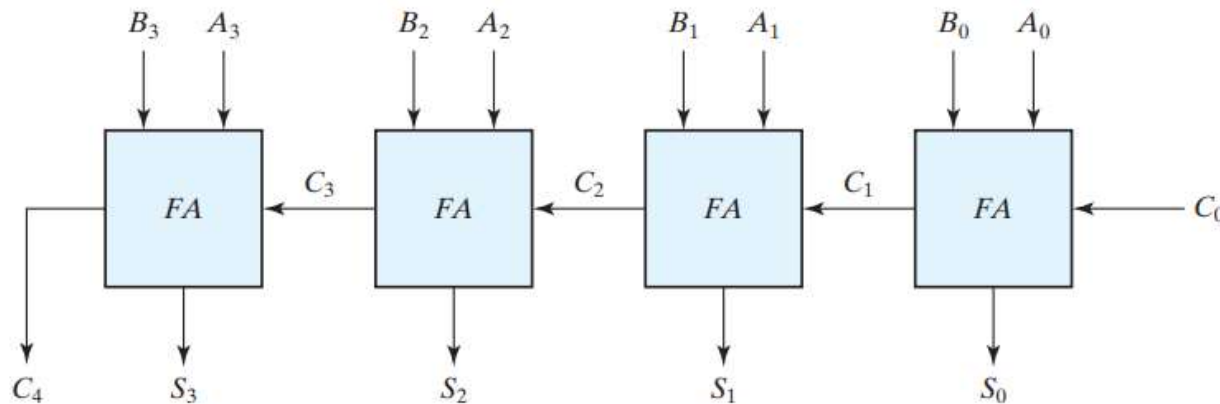 B₃ A₃ B₂ A₂ B₁ A₁ B₀ A₀
FA C₃ FA C₂ FA C₁ FA C₀
C₄ S₃ S₂ S₁ S₀